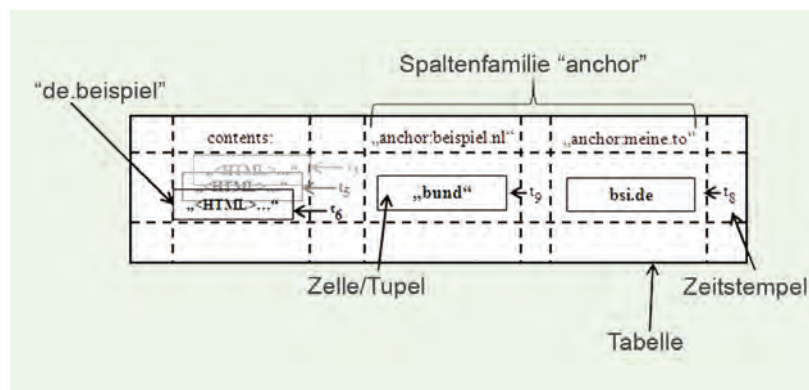 Spaltenfamilie “anchor”
“de.beispiel”
contents:
„anchor:beispiel.nl“
„anchor:meine.to“
„<HTML>...“
„<HTML>...“ t5
„<HTML>...“ t6
„bund“ t9
bsi.de t8
Zelle/Tupel
Zeitstempel
Tabelle